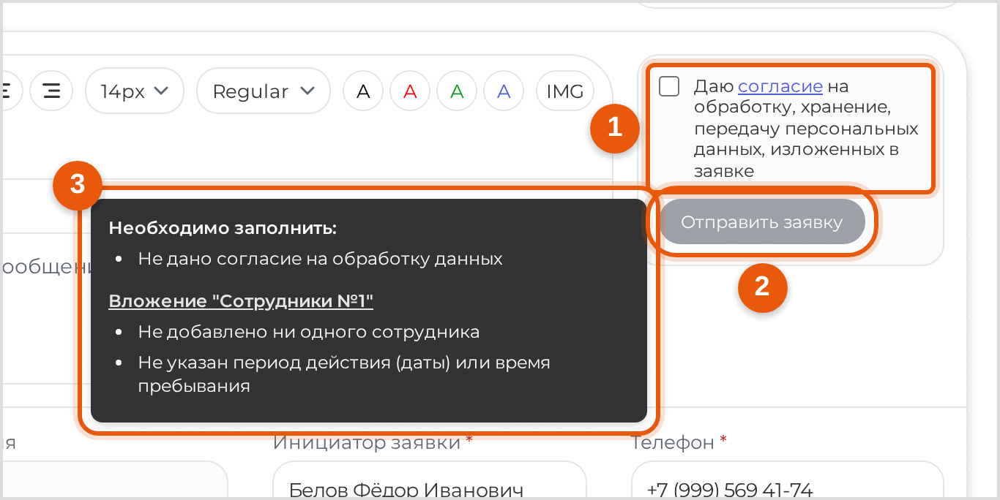 14px
Regular
A
A
A
A
IMG
1
Даю согласие на
обработку, хранение,
передачу персональных
данных, изложенных в
заявке
Отправить заявку
2
3
Необходимо заполнить:
• Не дано согласие на обработку данных
Вложение "Сотрудники №1"
• Не добавлено ни одного сотрудника
• Не указан период действия (даты) или время
пребывания
Инициатор заявки *
Телефон *
Белов Фёдор Иванович
+7 (999) 569 41-74